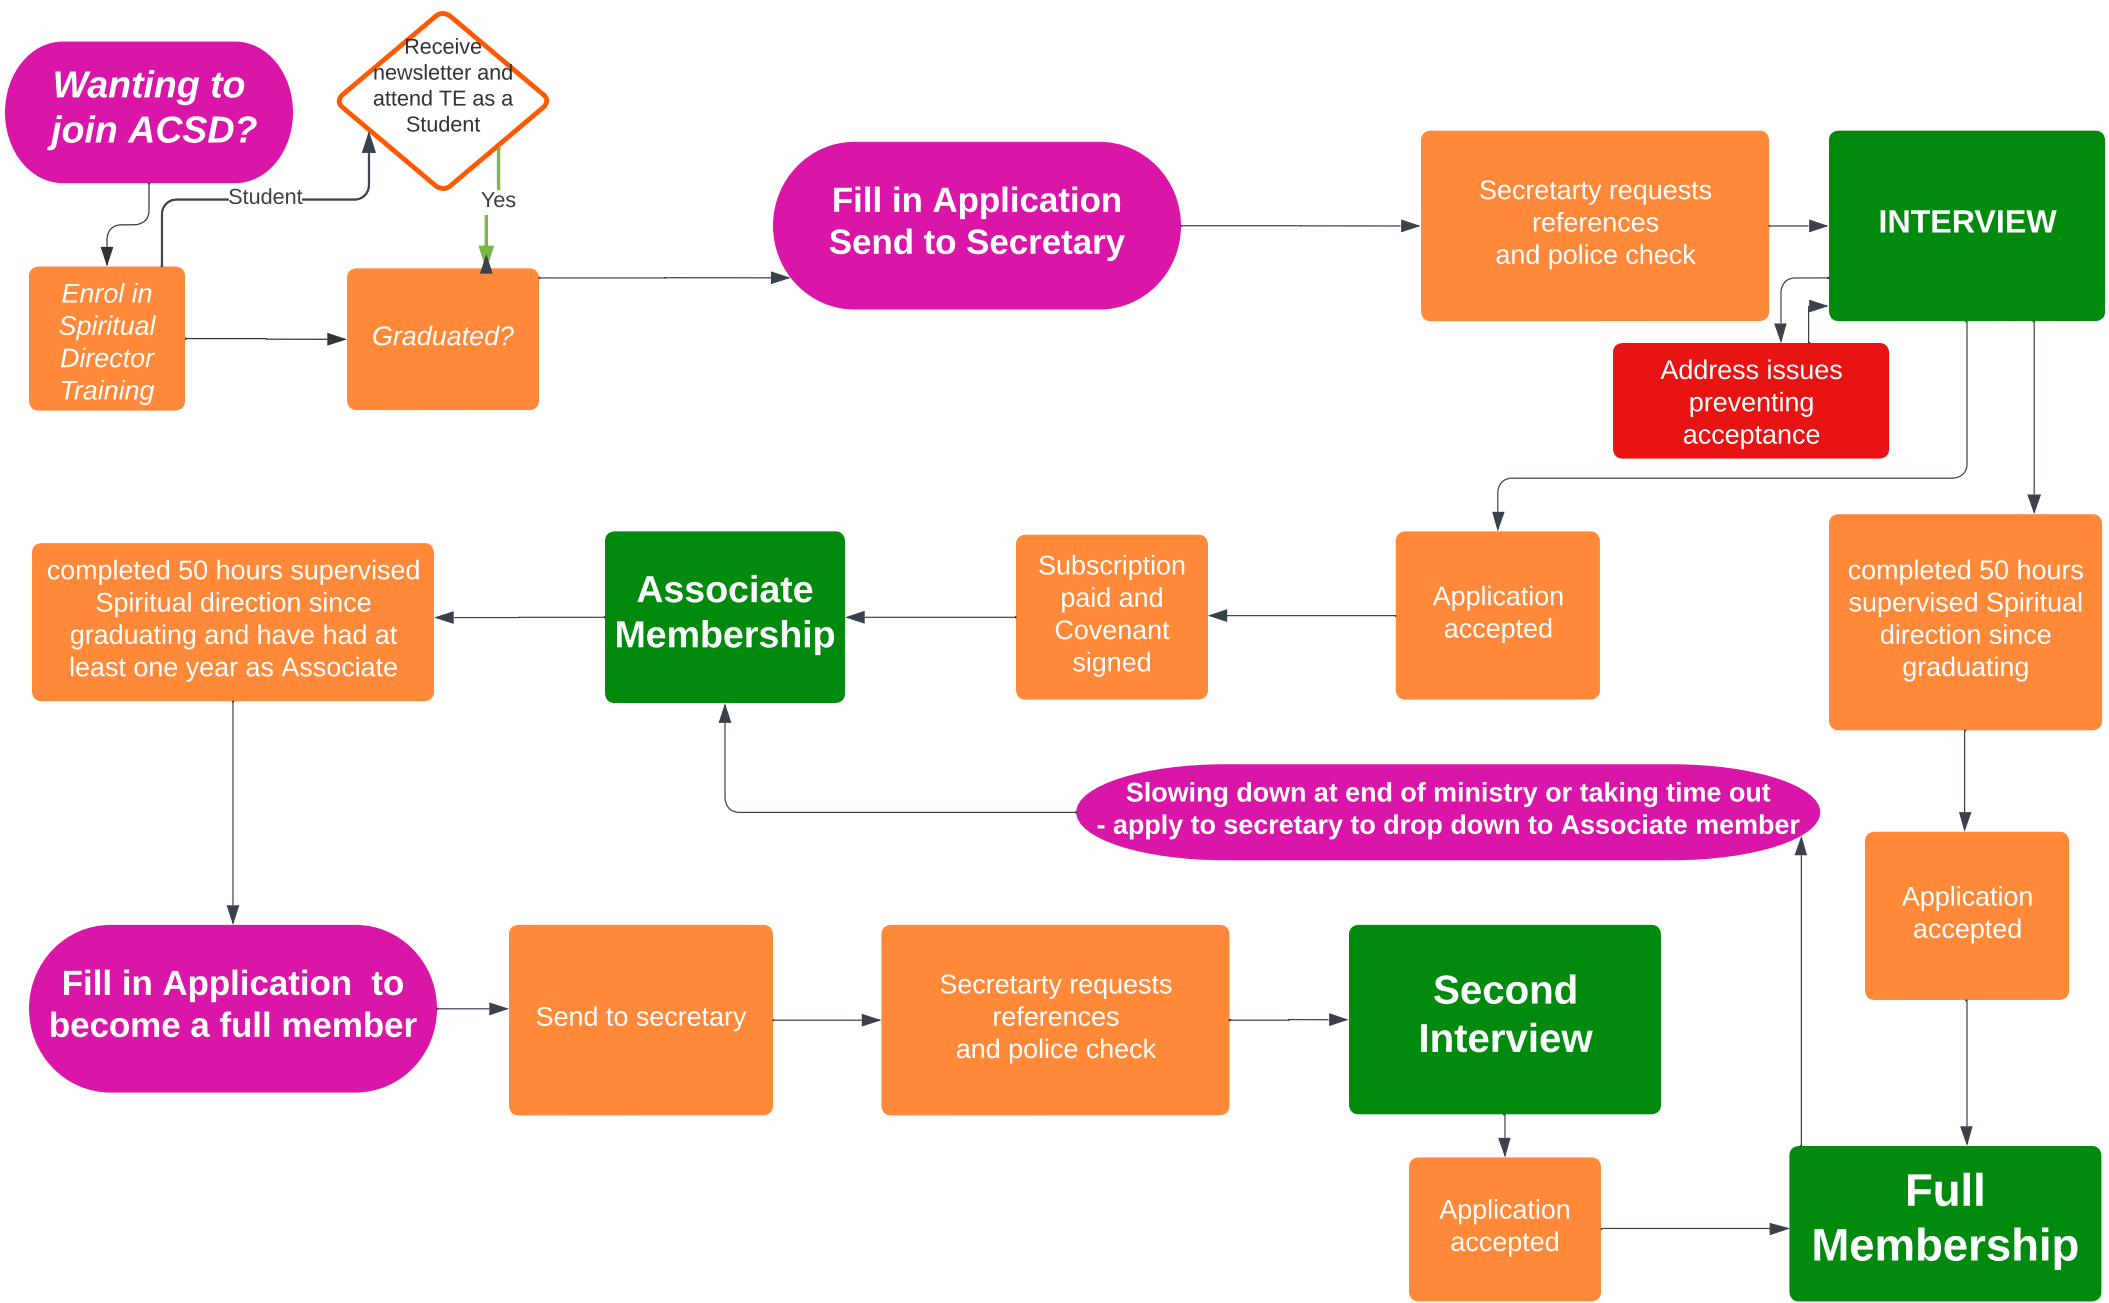 Wanting to
join ACSD?
Receive
newsletter and
attend TE as a
Student
Student
Yes
Enrol in
Spiritual
Director
Training
Graduated?
Fill in Application
Send to Secretary
Secretarty requests
references
and police check
INTERVIEW
Address issues
preventing
acceptance
completed 50 hours supervised
Spiritual direction since
graduating and have had at
least one year as Associate
Associate
Membership
Subscription
paid and
Covenant
signed
Application
accepted
completed 50 hours
supervised Spiritual
direction since
graduating
Slowing down at end of ministry or taking time out
- apply to secretary to drop down to Associate member
Application
accepted
Fill in Application  to
become a full member
Send to secretary
Secretarty requests
references
and police check
Second
Interview
Application
accepted
Full
Membership